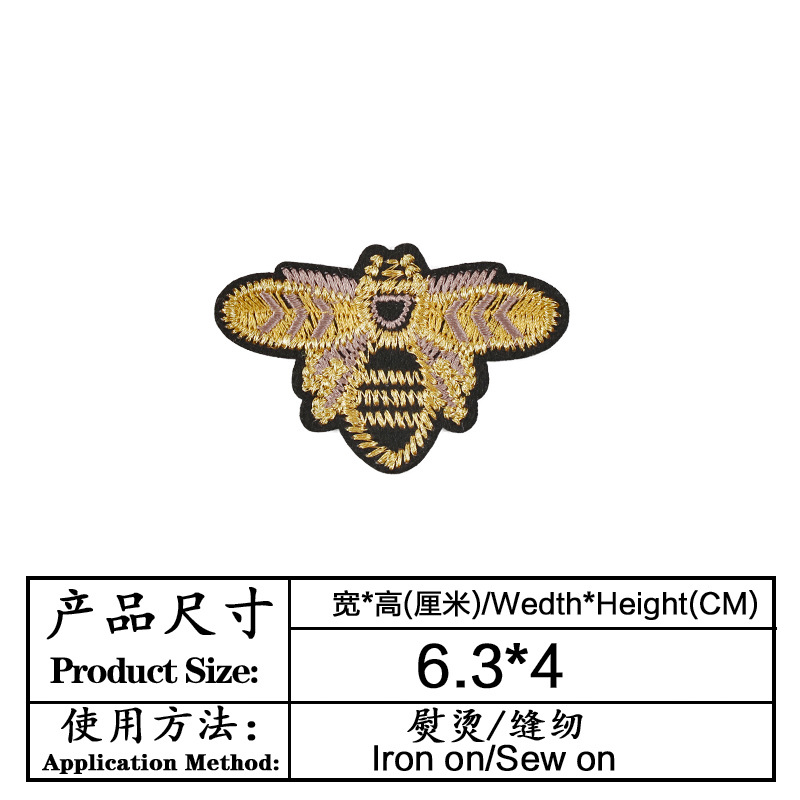 产品尺寸
Product Size:
宽*高(厘米)/Wedth*Height(CM)
6.3*4
使用方法:
Application Method:
熨烫/缝纫
Iron on/Sew on